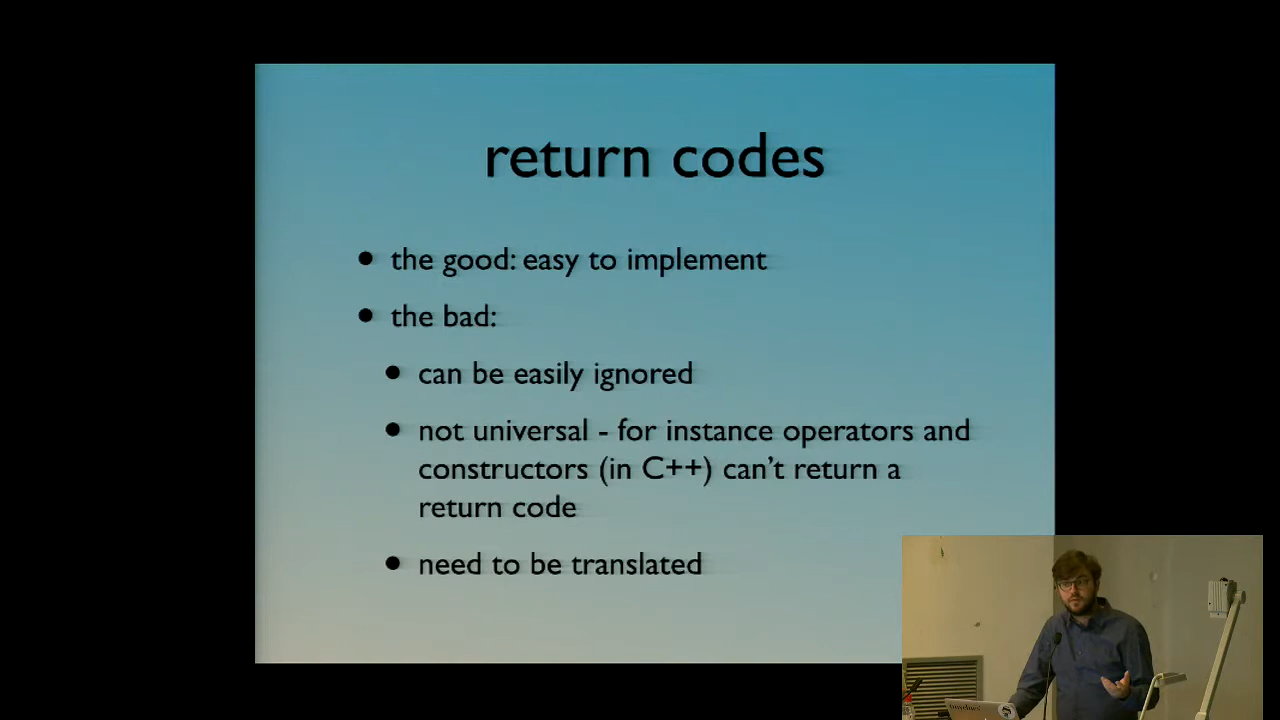 return codes
• the good: easy to implement
• the bad:
• can be easily ignored
• not universal - for instance operators and
constructors (in C++) can't return a
return code
• need to be translated